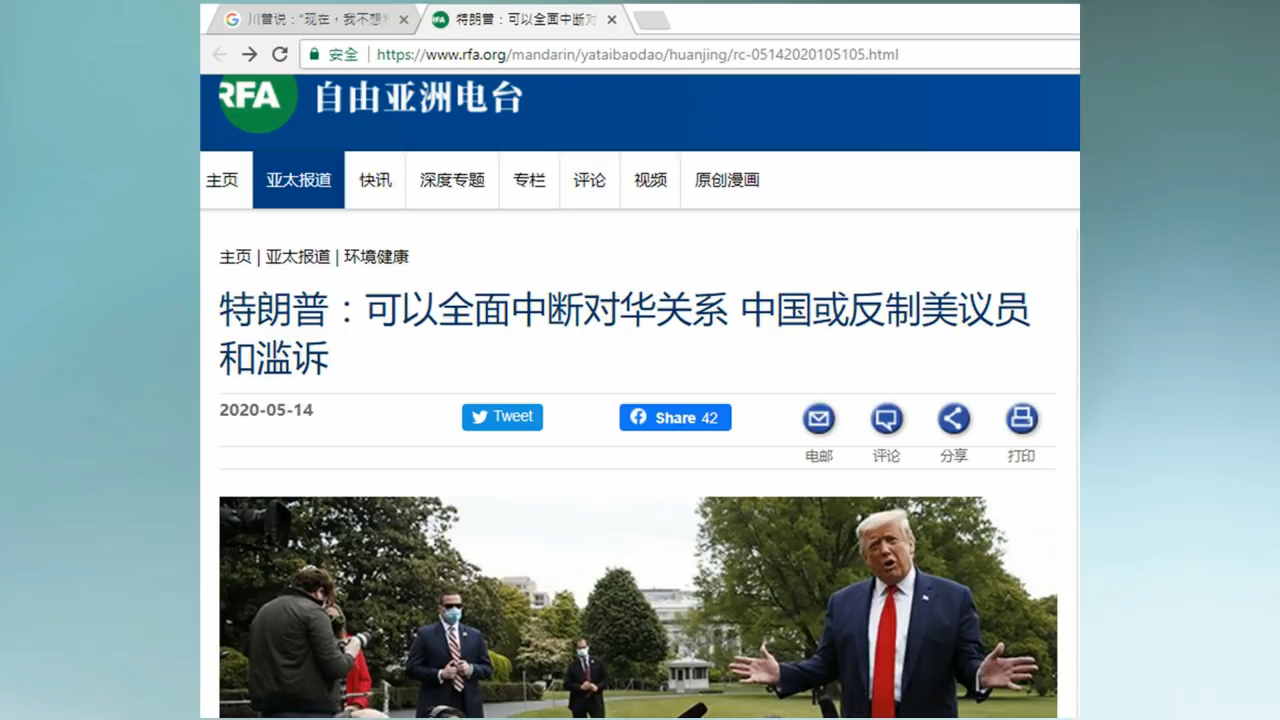 川普说："现在，我不想
特朗普：可以全面中断对
安全 https://www.rfa.org/mandarin/yataibaodao/huanjing/rc-05142020105105.html
RFA 自由亚洲电台
主页 亚太报道 快讯 深度专题 专栏 评论 视频 原创漫画
主页 | 亚太报道 | 环境健康
特朗普：可以全面中断对华关系 中国或反制美议员
和滥诉
2020-05-14 Tweet Share 42
电邮 评论 分享 打印